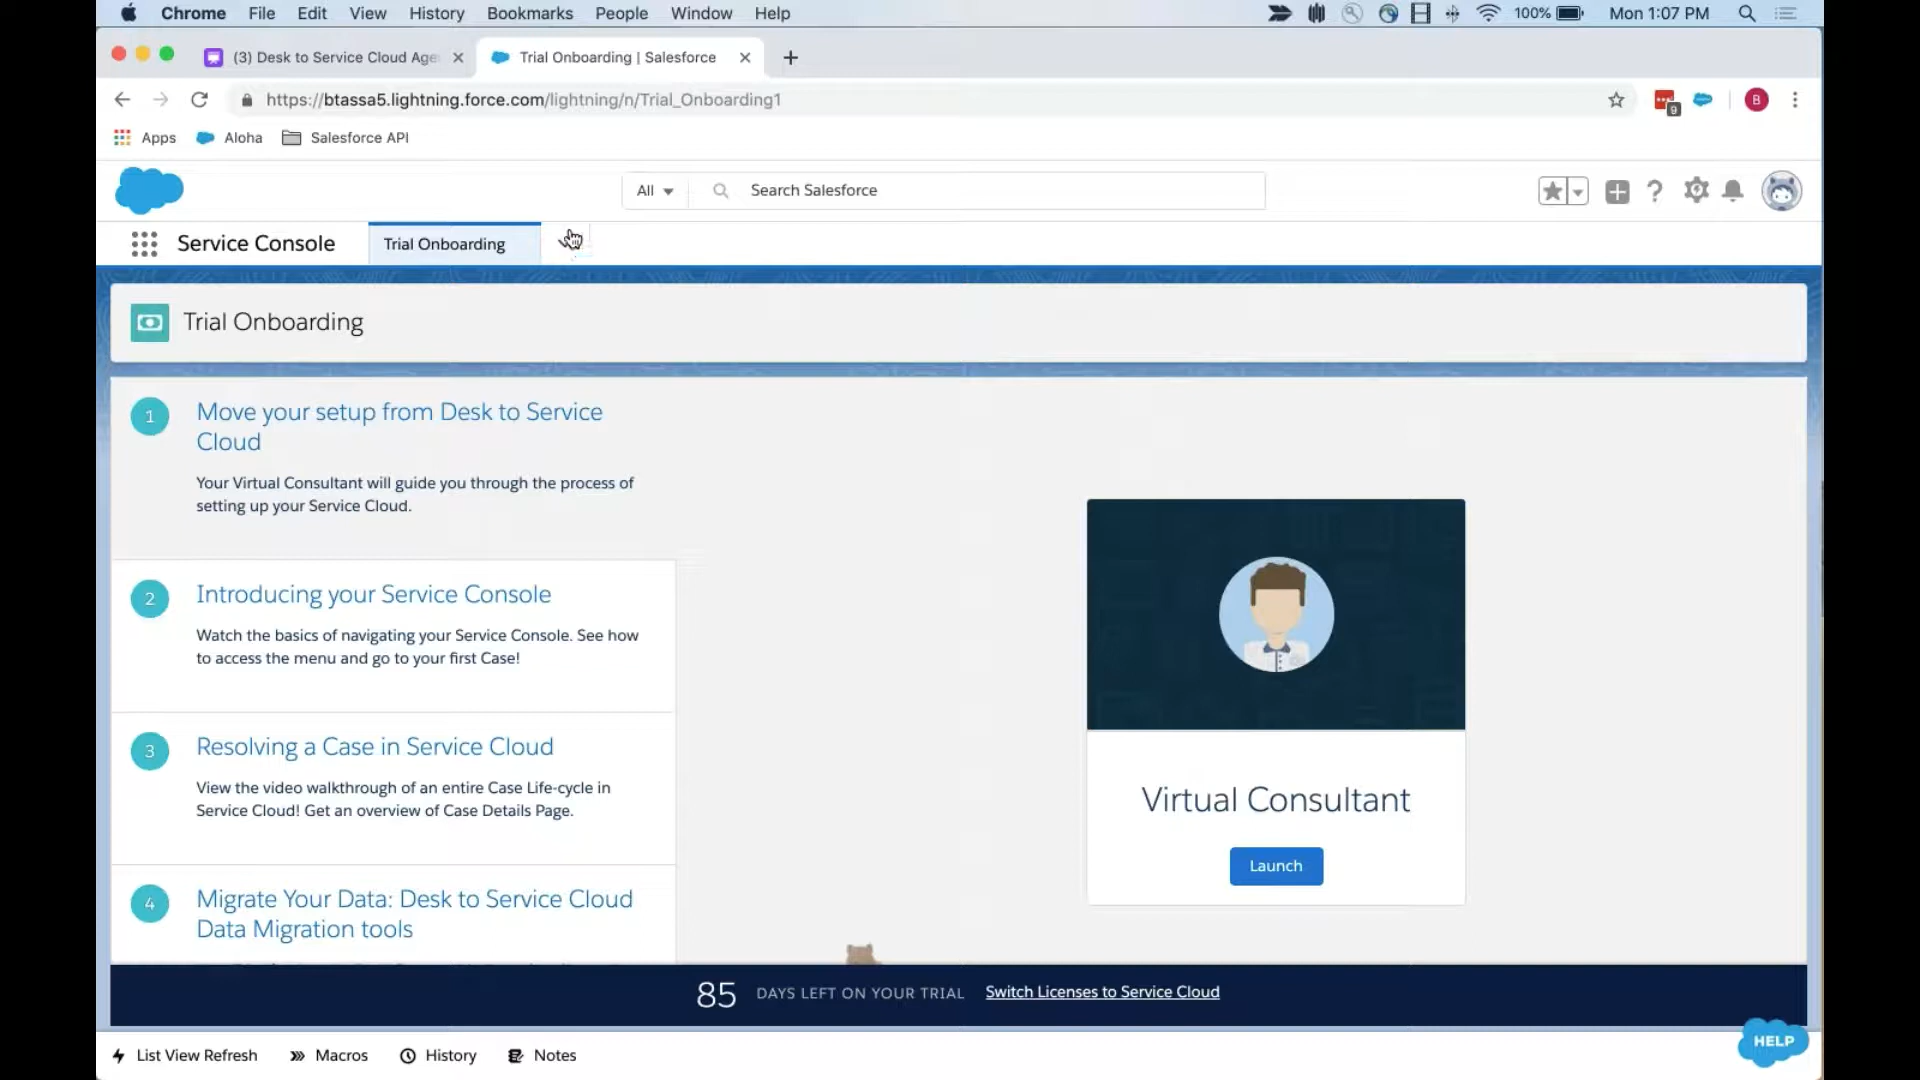 Chrome File Edit View History Bookmarks People Window Help 100% Mon 1:07 PM
(3) Desk to Service Cloud Age Trial Onboarding | Salesforce
https://btassa5.lightning.force.com/lightning/n/Trial_Onboarding1 9 B
Apps Aloha Salesforce API
All Search Salesforce
Service Console Trial Onboarding
Trial Onboarding
1 Move your setup from Desk to Service
Cloud
Your Virtual Consultant will guide you through the process of
setting up your Service Cloud.
2 Introducing your Service Console
Watch the basics of navigating your Service Console. See how
to access the menu and go to your first Case!
3 Resolving a Case in Service Cloud
View the video walkthrough of an entire Case Life-cycle in
Service Cloud! Get an overview of Case Details Page.
4 Migrate Your Data: Desk to Service Cloud
Data Migration tools
Virtual Consultant
Launch
85 DAYS LEFT ON YOUR TRIAL Switch Licenses to Service Cloud
List View Refresh Macros History Notes
HELP